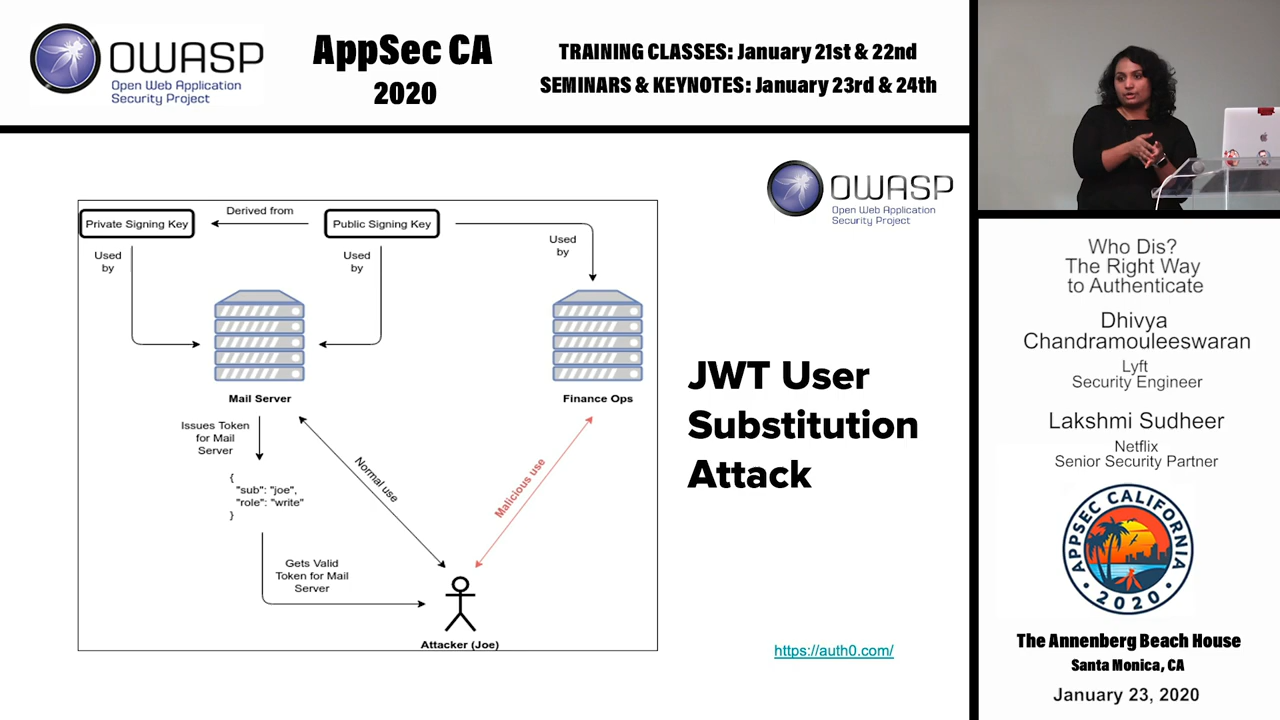 OWASP
Open Web Application
Security Project
AppSec CA
2020
TRAINING CLASSES: January 21st & 22nd
SEMINARS & KEYNOTES: January 23rd & 24th
OWASP
Open Web Application
Security Project
Private Signing Key
Derived from
Public Signing Key
Used
by
Used
by
Used
by
Mail Server
Finance Ops
Issues Token
for Mail
Server
{
"sub": "joe",
"role": "write"
}
Normal use
Malicious use
Gets Valid
Token for Mail
Server
Attacker (Joe)
JWT User
Substitution
Attack
https://auth0.com/
Who Dis?
The Right Way
to Authenticate
Dhivya
Chandramouleeswaran
Lyft
Security Engineer
Lakshmi Sudheer
Netflix
Senior Security Partner
APPSEC CALIFORNIA
2020
The Annenberg Beach House
Santa Monica, CA
January 23, 2020